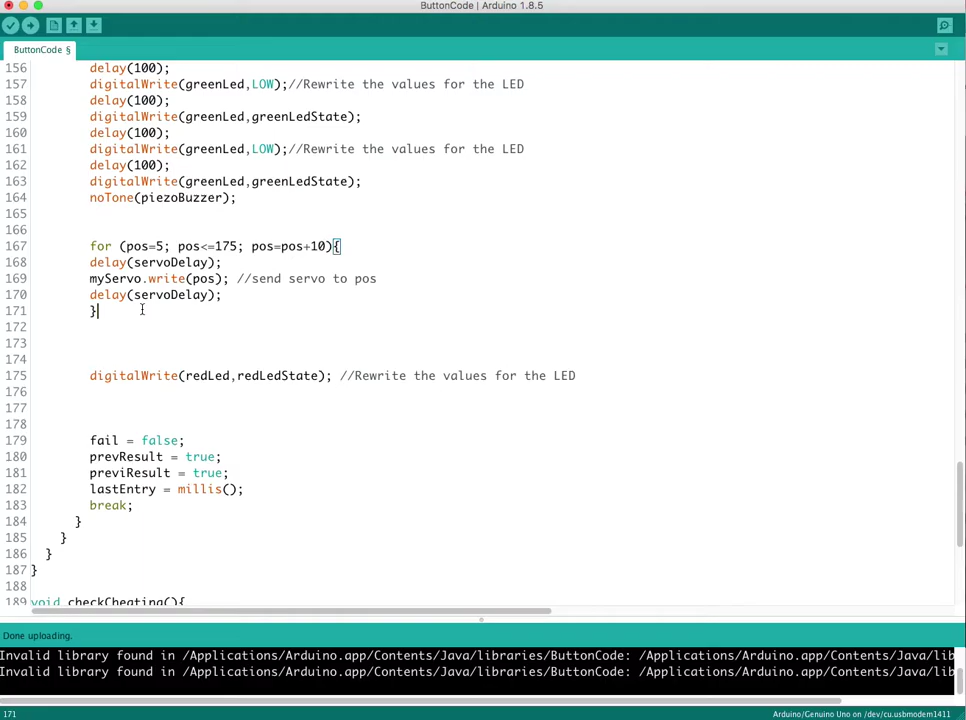 ButtonCode | Arduino 1.8.5
ButtonCode §
156 delay(100);
157 digitalWrite(greenLed,LOW);//Rewrite the values for the LED
158 delay(100);
159 digitalWrite(greenLed,greenLedState);
160 delay(100);
161 digitalWrite(greenLed,LOW);//Rewrite the values for the LED
162 delay(100);
163 digitalWrite(greenLed,greenLedState);
164 noTone(piezoBuzzer);
165
166
167 for (pos=5; pos<=175; pos=pos+10){
168 delay(servoDelay);
169 myServo.write(pos); //send servo to pos
170 delay(servoDelay);
171 }
172
173
174
175 digitalWrite(redLed,redLedState); //Rewrite the values for the LED
176
177
178
179 fail = false;
180 prevResult = true;
181 previResult = true;
182 lastEntry = millis();
183 break;
184 }
185 }
186 }
187 }
188
189 void checkCheating(){
Done uploading.
Invalid library found in /Applications/Arduino.app/Contents/Java/libraries/ButtonCode: /Applications/Arduino.app/Contents/Java/lib
Invalid library found in /Applications/Arduino.app/Contents/Java/libraries/ButtonCode: /Applications/Arduino.app/Contents/Java/lib
171 Arduino/Genuino Uno on /dev/cu.usbmodem1411